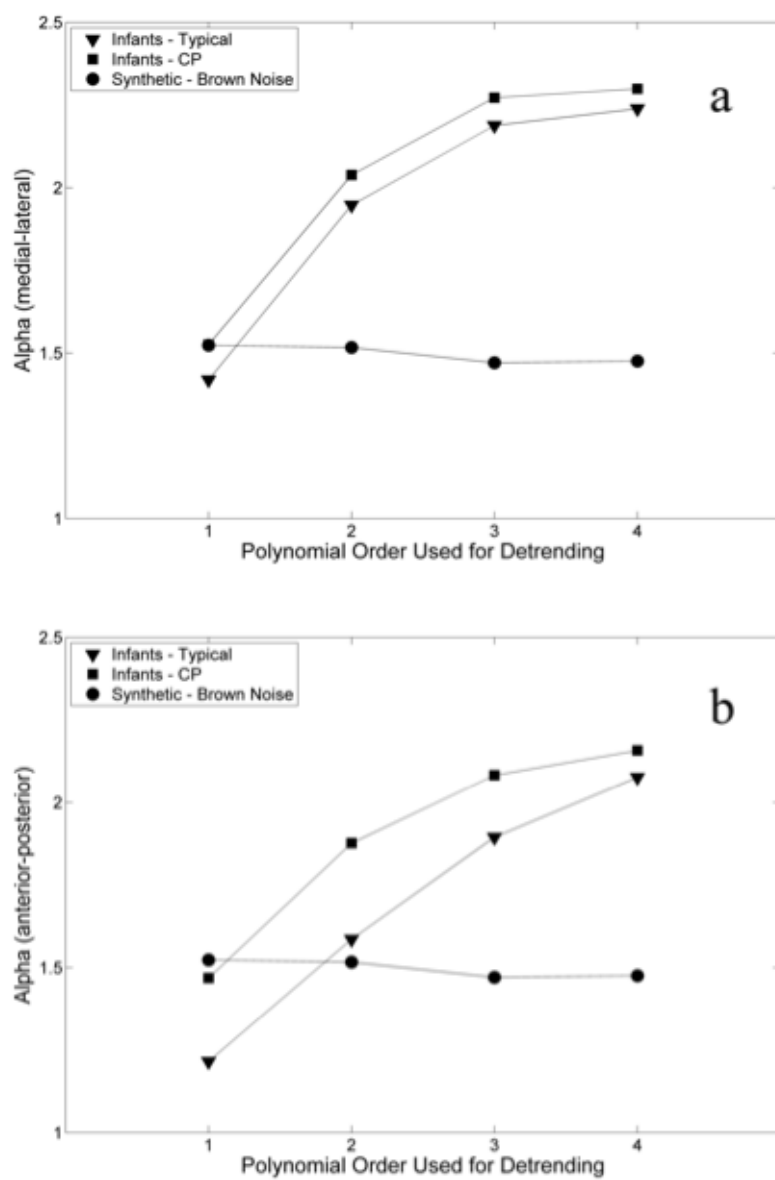 2.5
Infants - Typical
Infants - CP
Synthetic - Brown Noise
a
2
Alpha (medial-lateral)
1.5
1
1 2 3 4
Polynomial Order Used for Detrending
2.5
Infants - Typical
Infants - CP
Synthetic - Brown Noise
b
2
Alpha (anterior-posterior)
1.5
1
1 2 3 4
Polynomial Order Used for Detrending